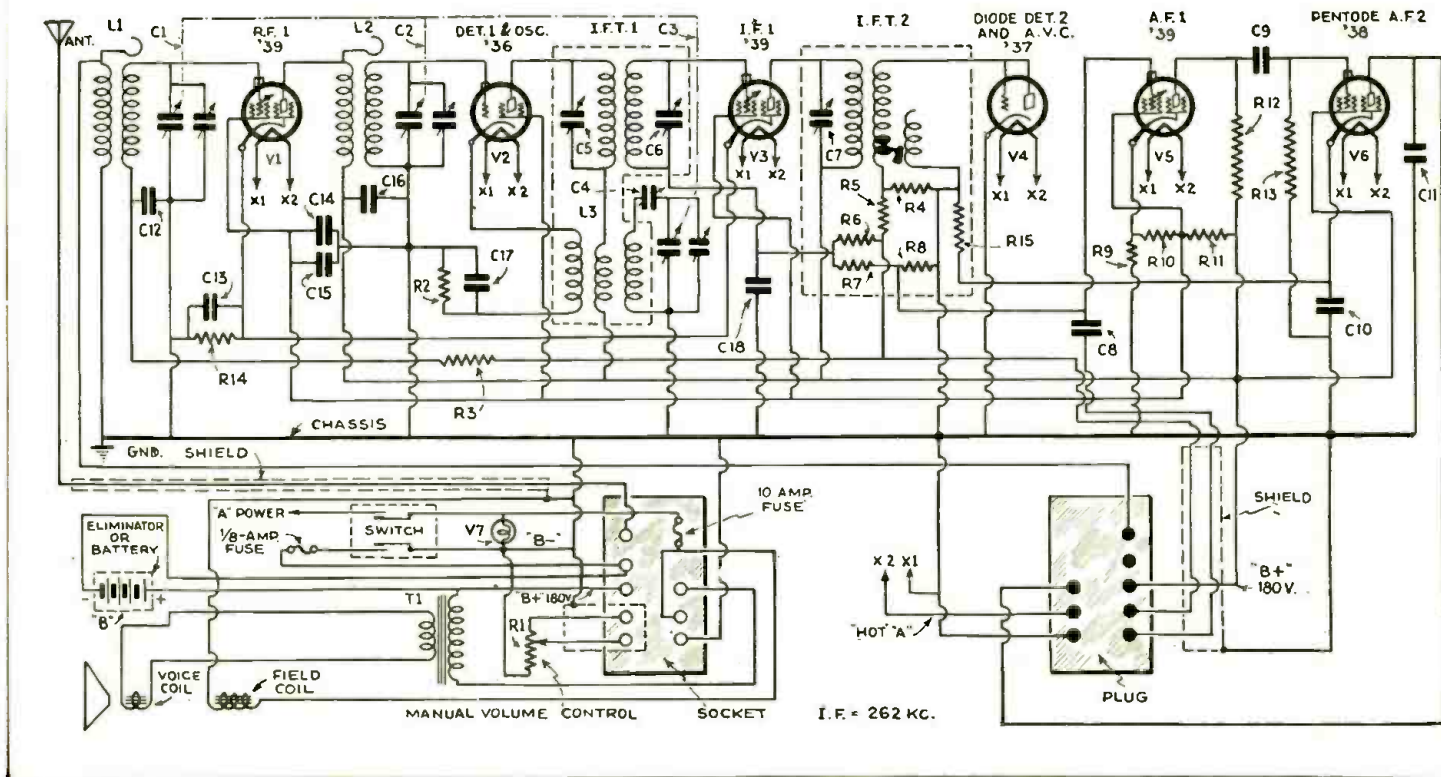 L1
ANT.
C1
R.F. 1
'39
L2
C2
DET. 1 & OSC.
'36
I.F.T. 1
C3
I.F. 1
'39
I.F.T. 2
DIODE DET. 2
AND A.V.C.
'37
A.F. 1
'39
C9
PENTODE A.F. 2
'38
V1
X1 X2
C5
C6
V2
X1 X2
V3
X1 X2
C7
V4
X1 X2
V5
X1 X2
R12
R13
V6
X1 X2
C11
C12
C14
C16
C4
L3
R5
R4
R6
R8
R7
R15
R9
R10
R11
C13
C15
R2
C17
C18
C8
C10
R14
R3
CHASSIS
GND. SHIELD
"A" POWER
1/8-AMP.
FUSE
SWITCH
V7
"B-"
10 AMP.
FUSE
SHIELD
ELIMINATOR
OR
BATTERY
- +
"B"
T1
"B+" 180V.
R1
X2 X1
"HOT" "A"
"B+"
180 V.
VOICE
COIL
FIELD
COIL
MANUAL VOLUME CONTROL
SOCKET
I.F. = 262 KC.
PLUG